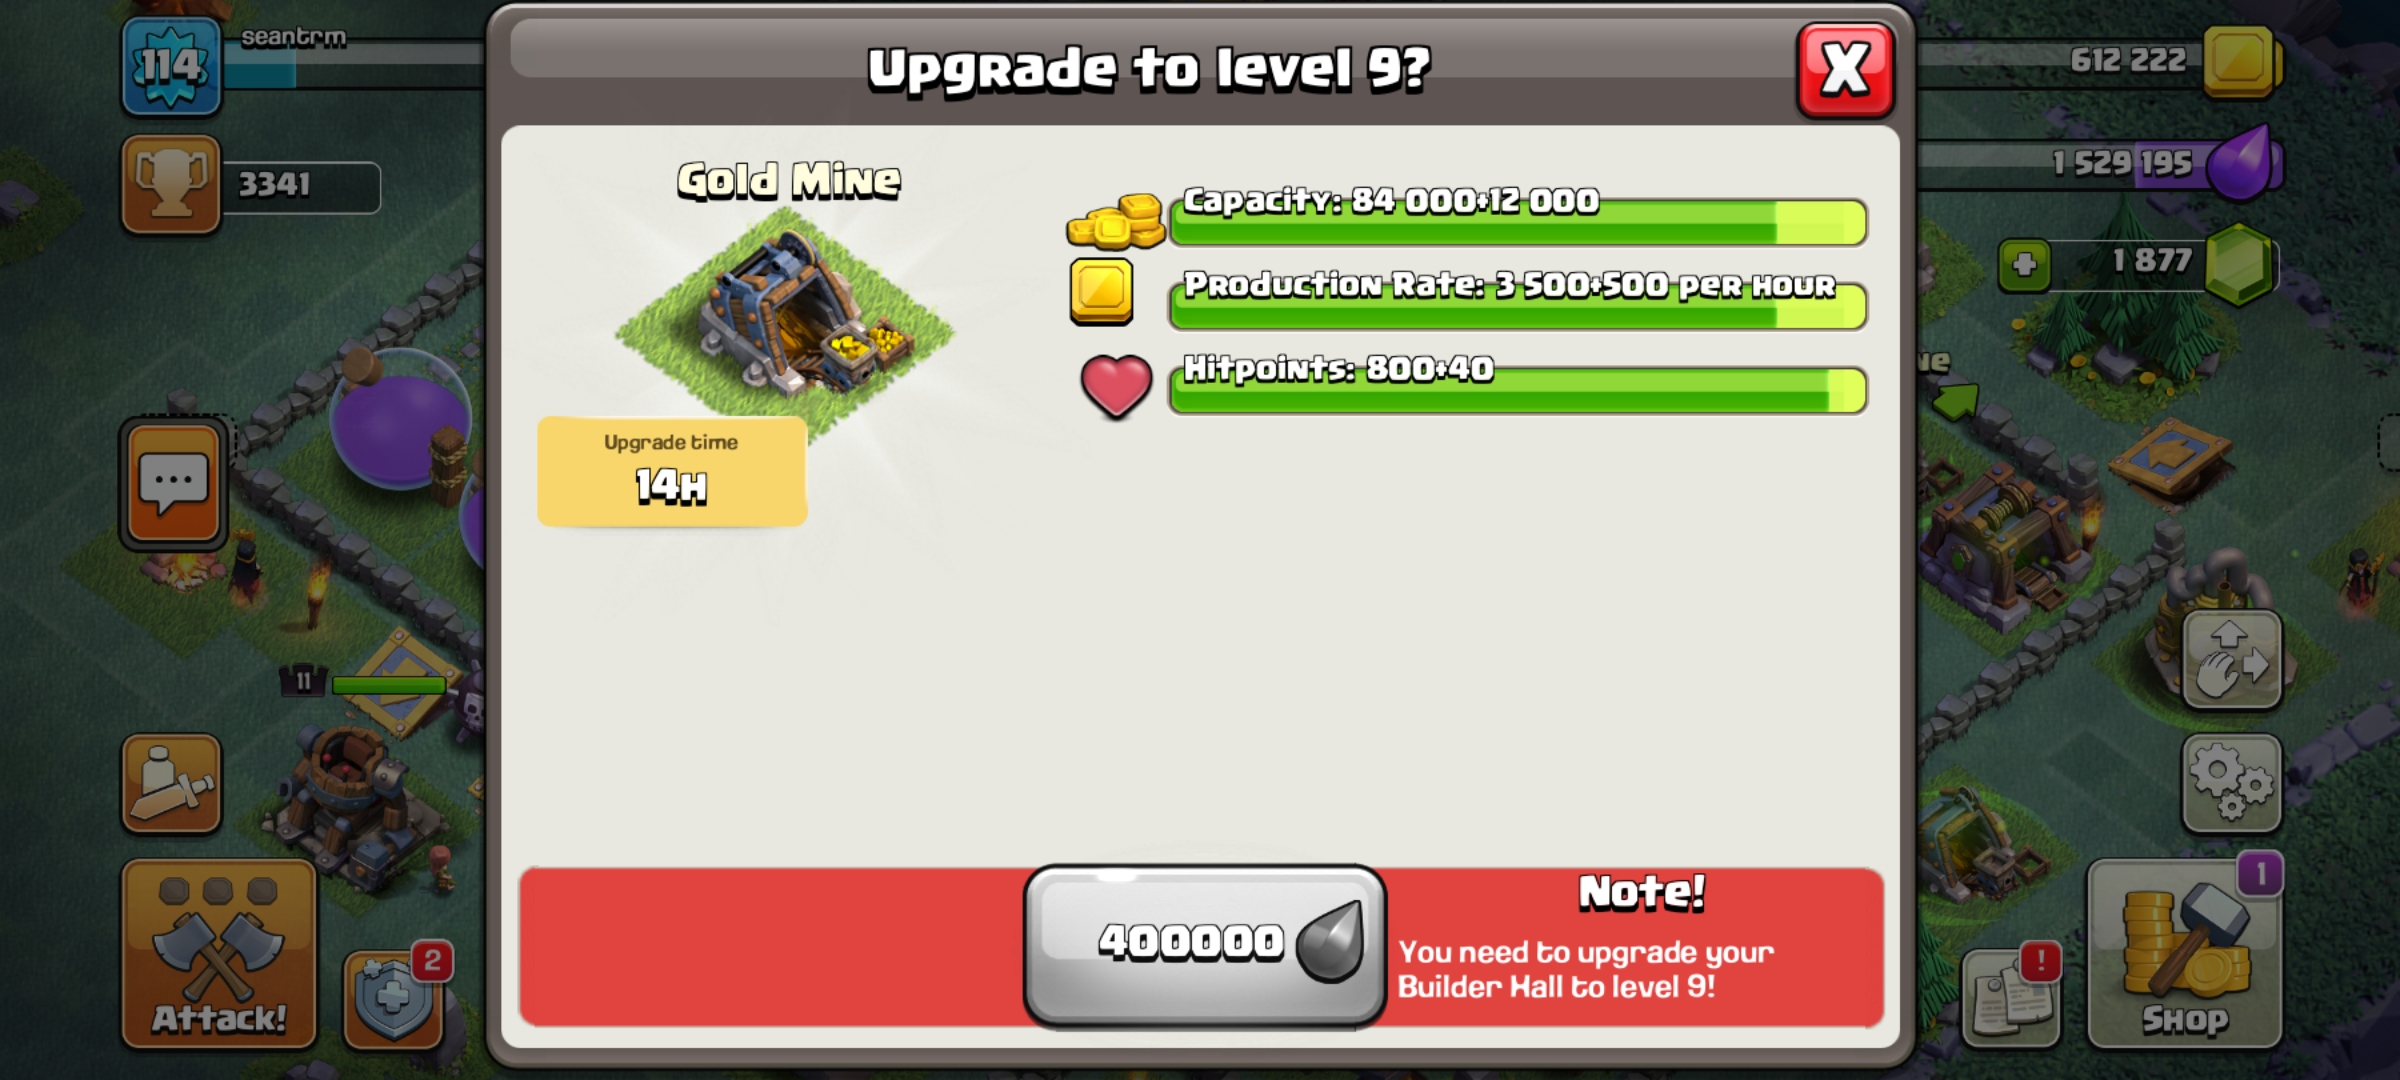 114
seantrm
3341
Upgrade to level 9?
X
612 222
1 529 195
1 877
Gold Mine
Capacity: 84 000+12 000
Production Rate: 3 500+500 per hour
Hitpoints: 800+40
Upgrade time
14H
11
400000
Note!
You need to upgrade your
Builder Hall to level 9!
Attack!
2
!
1
Shop